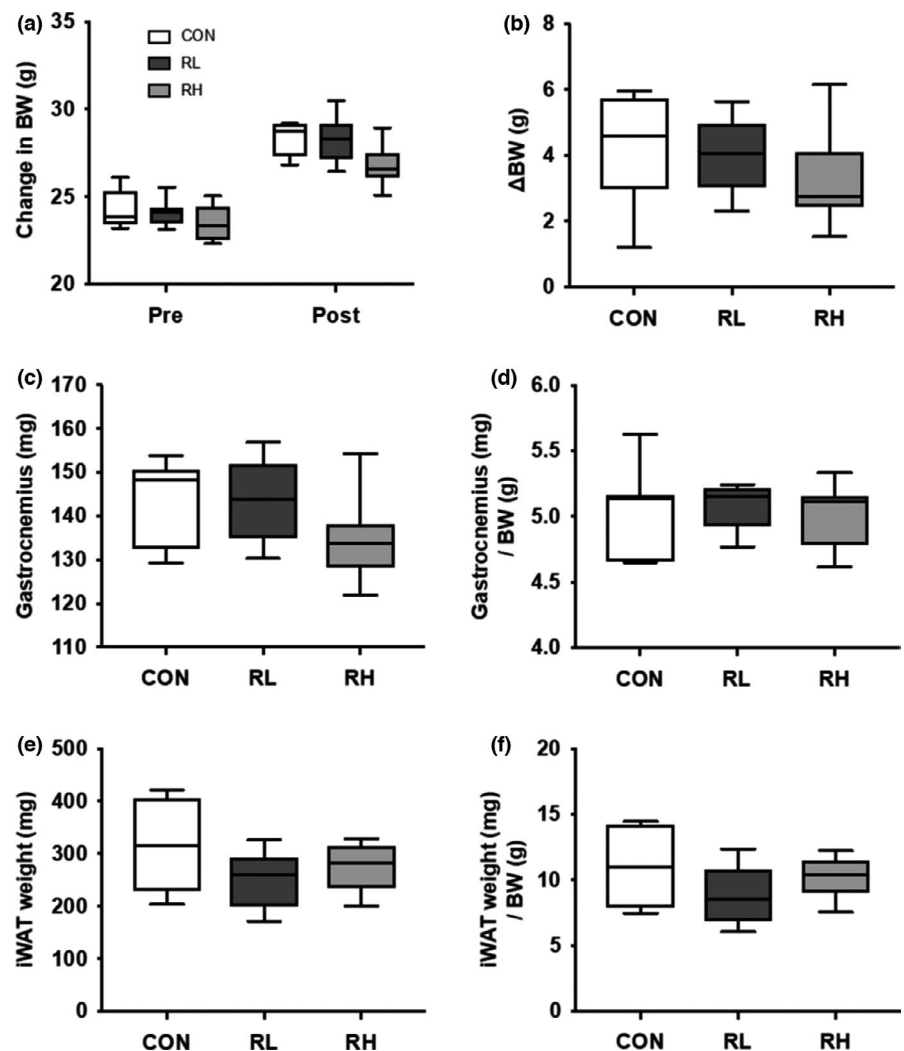 (a)
Change in BW (g)
35
30
25
20
CON
RL
RH
Pre Post
(b)
ΔBW (g)
8
6
4
2
0
CON RL RH
(c)
Gastrocnemius (mg)
170
160
150
140
130
120
110
CON RL RH
(d)
Gastrocnemius (mg)
/ BW (g)
6.0
5.5
5.0
4.5
4.0
CON RL RH
(e)
iWAT weight (mg)
500
400
300
200
100
0
CON RL RH
(f)
iWAT weight (mg)
/ BW (g)
20
15
10
5
0
CON RL RH